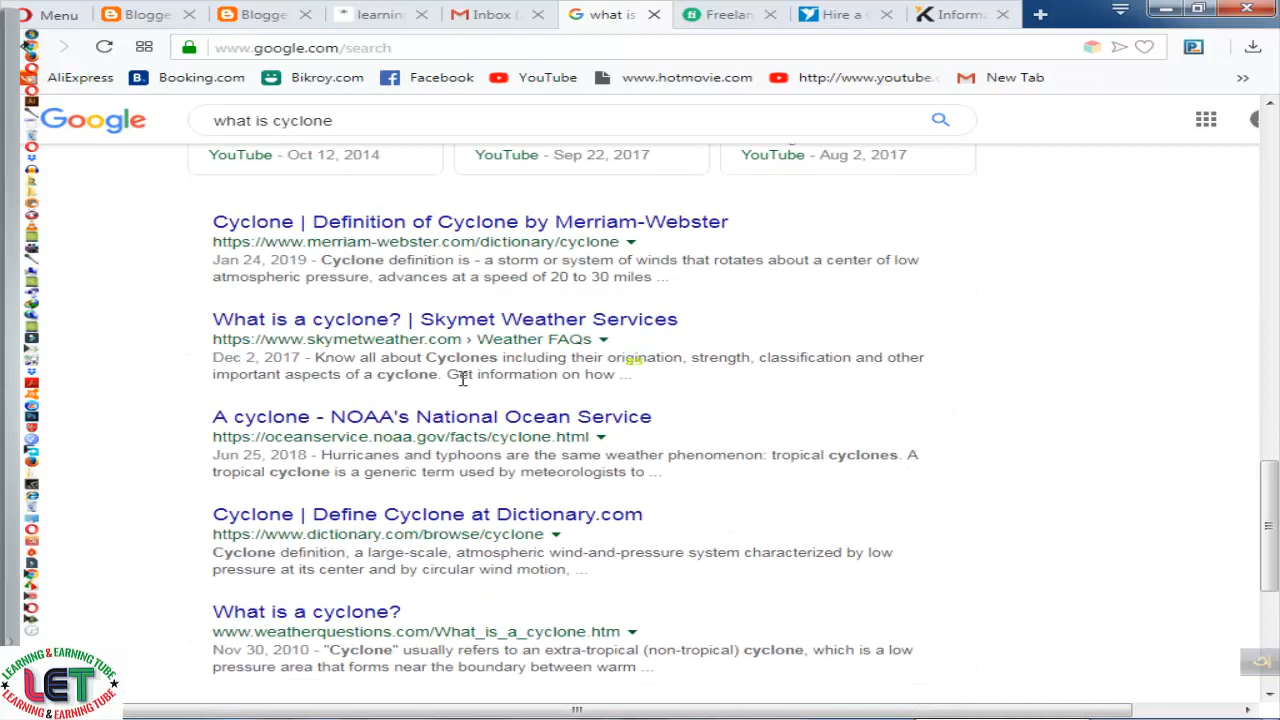 Menu
Blogge
Blogge
learning
Inbox (
what is
Freelan
Hire a
Inform
www.google.com/search
AliExpress
Booking.com
Bikroy.com
Facebook
YouTube
www.hotmovie.com
http://www.youtube.
New Tab
Google
what is cyclone
YouTube - Oct 12, 2014
YouTube - Sep 22, 2017
YouTube - Aug 2, 2017
Cyclone | Definition of Cyclone by Merriam-Webster
https://www.merriam-webster.com/dictionary/cyclone
Jan 24, 2019 - Cyclone definition is - a storm or system of winds that rotates about a center of low
atmospheric pressure, advances at a speed of 20 to 30 miles ...
What is a cyclone? | Skymet Weather Services
https://www.skymetweather.com › Weather FAQs
Dec 2, 2017 - Know all about Cyclones including their origination, strength, classification and other
important aspects of a cyclone. Get information on how ...
A cyclone - NOAA's National Ocean Service
https://oceanservice.noaa.gov/facts/cyclone.html
Jun 25, 2018 - Hurricanes and typhoons are the same weather phenomenon: tropical cyclones. A
tropical cyclone is a generic term used by meteorologists to ...
Cyclone | Define Cyclone at Dictionary.com
https://www.dictionary.com/browse/cyclone
Cyclone definition, a large-scale, atmospheric wind-and-pressure system characterized by low
pressure at its center and by circular wind motion, ...
What is a cyclone?
www.weatherquestions.com/What_is_a_cyclone.htm
Nov 30, 2010 - "Cyclone" usually refers to an extra-tropical (non-tropical) cyclone, which is a low
pressure area that forms near the boundary between warm ...
LEARNING & EARNING TUBE
LET
LEARNING & EARNING TUBE